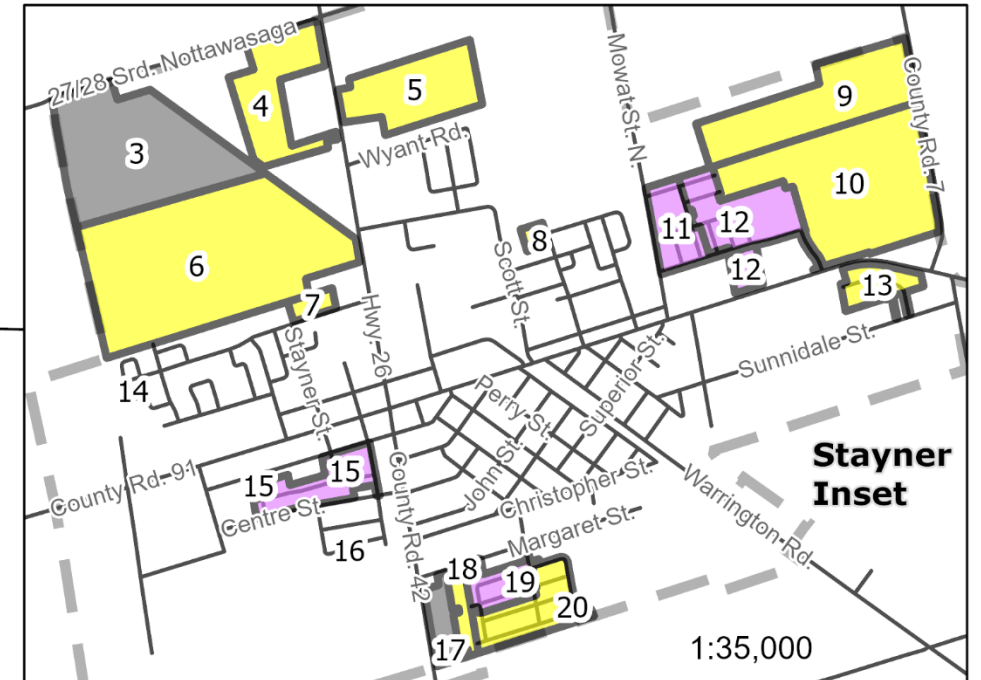 27/28 Srd. Nottawasaga
Mowat St. N.
County Rd. 7
4
5
9
3
Wyant Rd.
10
11
12
8
6
12
13
7
Scott St.
Hwy. 26
Stayner St.
Sunnidale St.
14
Superior St.
Perry St.
John St.
Stayner
Inset
15
15
County Rd. 91
Centre St.
County Rd. 42
Christopher St.
Warrington Rd.
Margaret St.
16
18
19
20
17
1:35,000